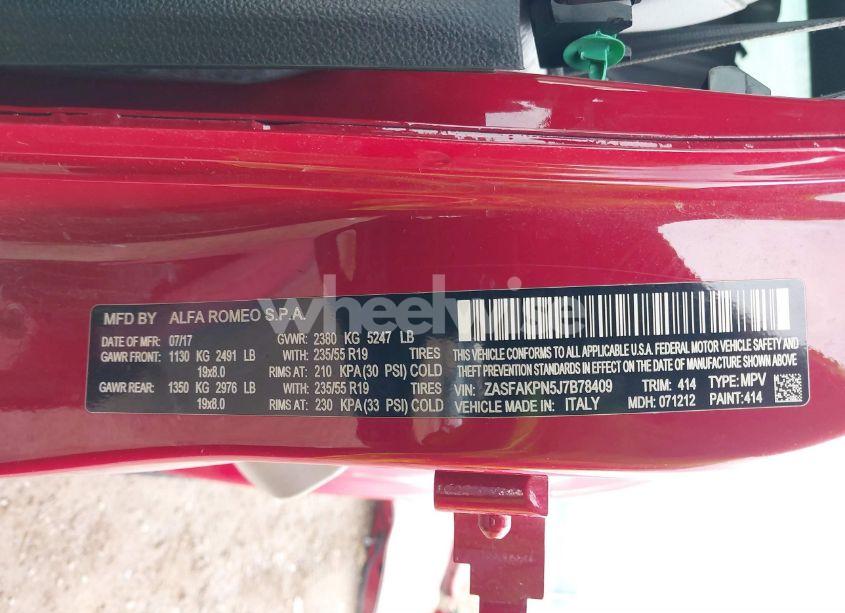 wheelwise
MFD BY ALFA ROMEO S.P.A.
DATE OF MFR: 07/17 GVWR: 2380 KG 5247 LB
GAWR FRONT: 1130 KG 2491 LB WITH: 235/55 R19 TIRES
19x8.0 RIMS AT: 210 KPA (30 PSI) COLD
GAWR REAR: 1350 KG 2976 LB WITH: 235/55 R19 TIRES
19x8.0 RIMS AT: 230 KPA (33 PSI) COLD
THIS VEHICLE CONFORMS TO ALL APPLICABLE U.S.A. FEDERAL MOTOR VEHICLE SAFETY AND
THEFT PREVENTION STANDARDS IN EFFECT ON THE DATE OF MANUFACTURE SHOWN ABOVE.
VIN: ZASFAKPN5J7B78409 TRIM: 414 TYPE: MPV
VEHICLE MADE IN: ITALY MDH: 071212 PAINT: 414